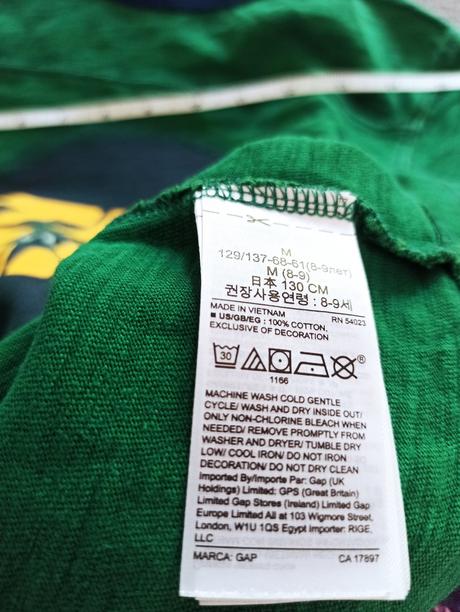 M
129/137-68-61(8-9лет)
M (8-9)
日本 130 CM
권장사용연령 : 8-9세
MADE IN VIETNAM RN 54023
■ US/GB/EG : 100% COTTON,
EXCLUSIVE OF DECORATION
30 ®
1166
MACHINE WASH COLD GENTLE
CYCLE/ WASH AND DRY INSIDE OUT/
ONLY NON-CHLORINE BLEACH WHEN
NEEDED/ REMOVE PROMPTLY FROM
WASHER AND DRYER/ TUMBLE DRY
LOW/ COOL IRON/ DO NOT IRON
DECORATION/ DO NOT DRY CLEAN
Imported By/Importe Par: Gap (UK
Holdings) Limited: GPS (Great Britain)
Limited Gap Stores (Ireland) Limited Gap
Europe Limited All at 103 Wigmore Street,
London, W1U 1QS Egypt Importer: RIGE,
LLC
MARCA: GAP CA 17897